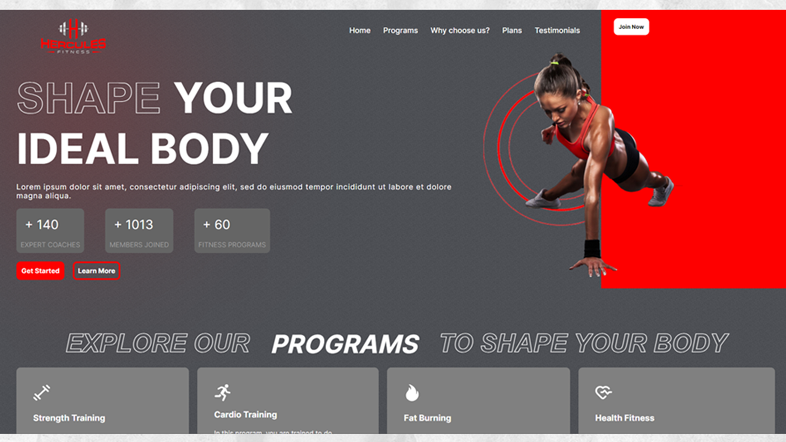 HERCULES
FITNESS
Home Programs Why choose us? Plans Testimonials
Join Now
SHAPE YOUR
IDEAL BODY
Lorem ipsum dolor sit amet, consectetur adipiscing elit, sed do eiusmod tempor incididunt ut labore et dolore
magna aliqua.
+ 140
EXPERT COACHES
+ 1013
MEMBERS JOINED
+ 60
FITNESS PROGRAMS
Get Started
Learn More
EXPLORE OUR PROGRAMS TO SHAPE YOUR BODY
Strength Training
Cardio Training
In this program, you are trained to do
Fat Burning
Health Fitness